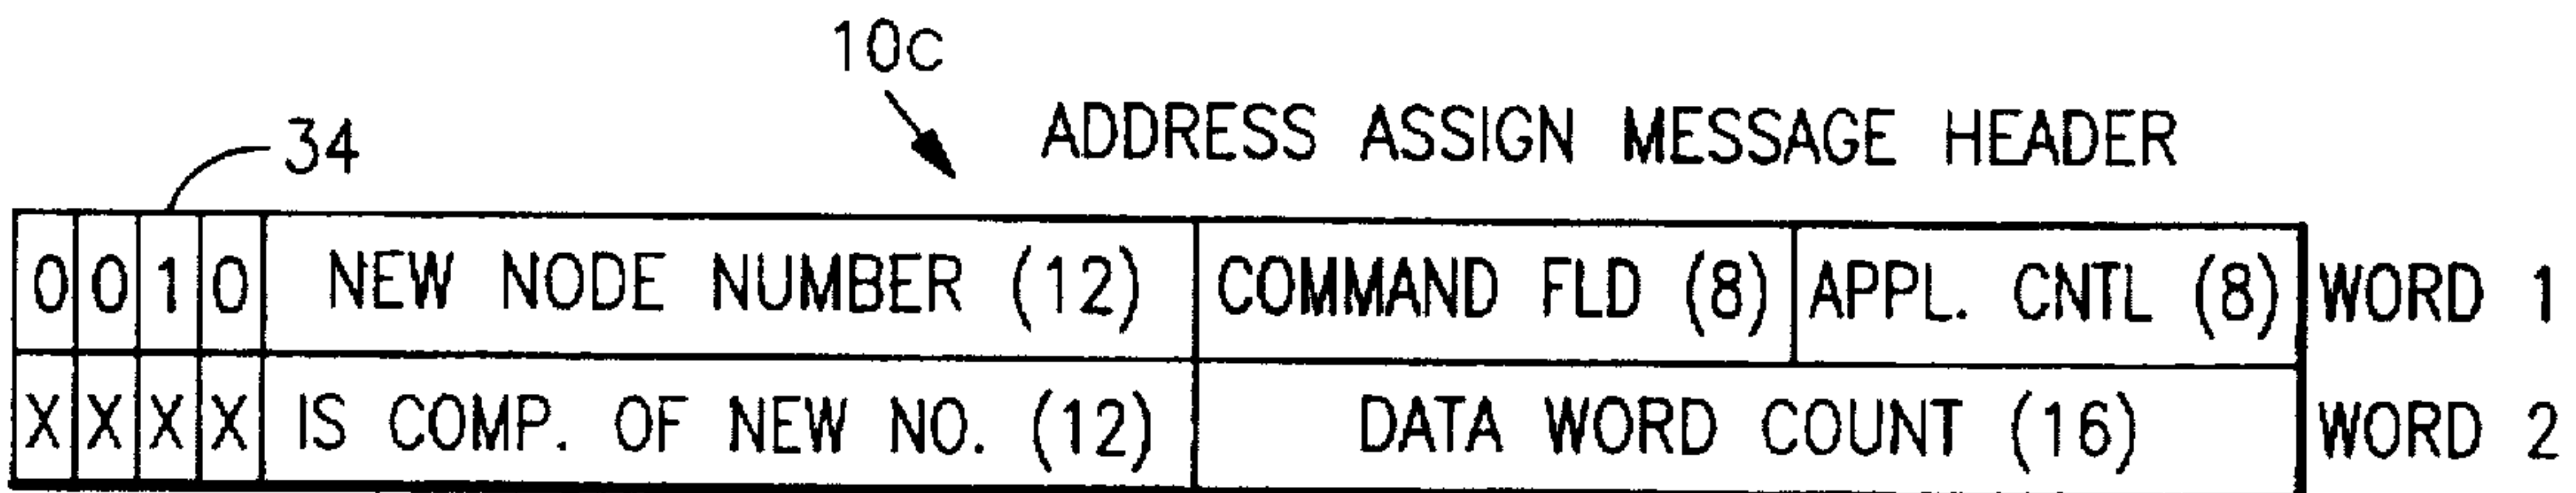 10c
34
ADDRESS ASSIGN MESSAGE HEADER
0 0 1 0 NEW NODE NUMBER (12) COMMAND FLD (8) APPL. CNTL (8) WORD 1
X X X X IS COMP. OF NEW NO. (12) DATA WORD COUNT (16) WORD 2